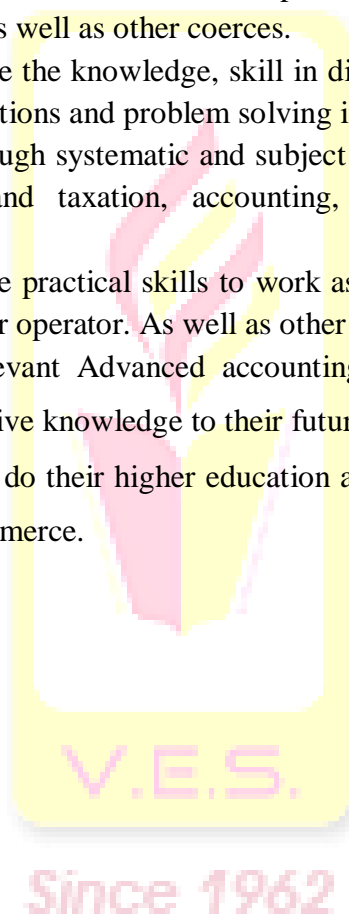 s well as other coerces.
e the knowledge, skill in di
tions and problem solving i
ugh systematic and subject
nd taxation, accounting,
e practical skills to work as
r operator. As well as other
evant Advanced accounting
ive knowledge to their futur
do their higher education a
merce.
V.E.S.
Since 1962